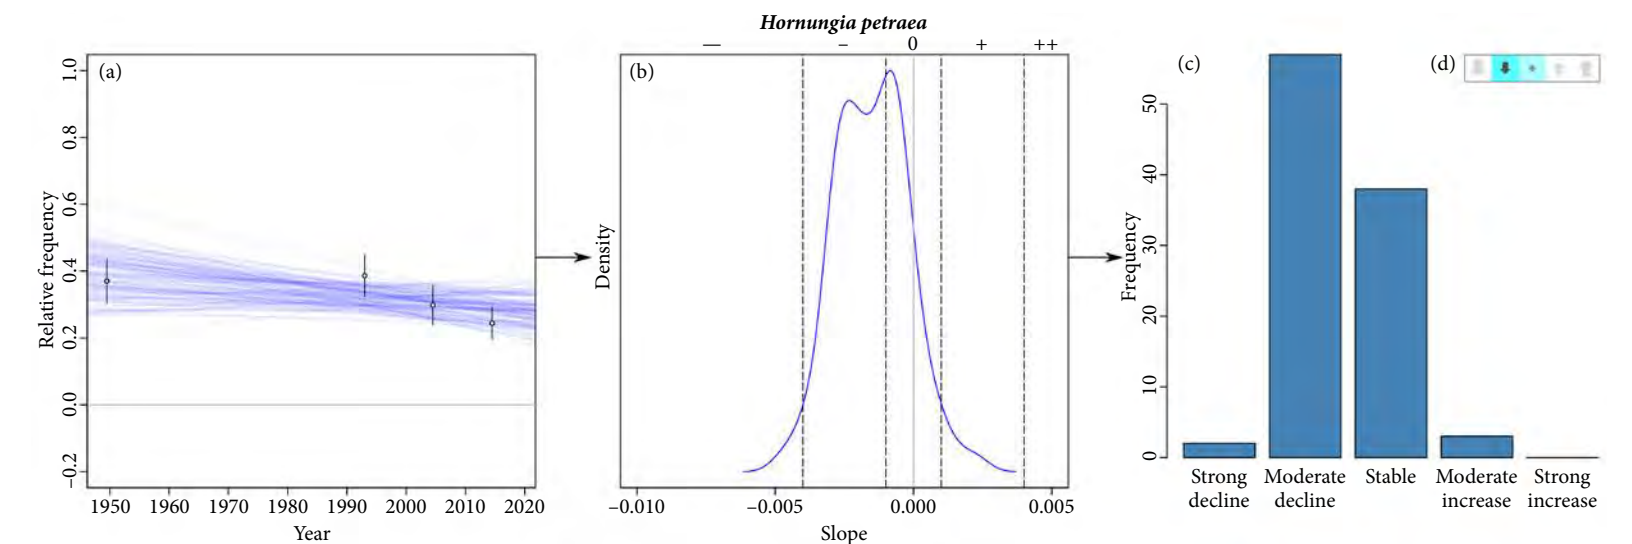 Hornungia petraea
— – 0 + ++
(a)
(b)
(c)
(d)
1.0
0.8
0.6
0.4
0.2
0.0
−0.2
Relative frequency
1950 1960 1970 1980 1990 2000 2010 2020
Year
Density
−0.010 −0.005 0.000 0.005
Slope
50
40
30
20
10
0
Frequency
Strong decline
Moderate decline
Stable
Moderate increase
Strong increase